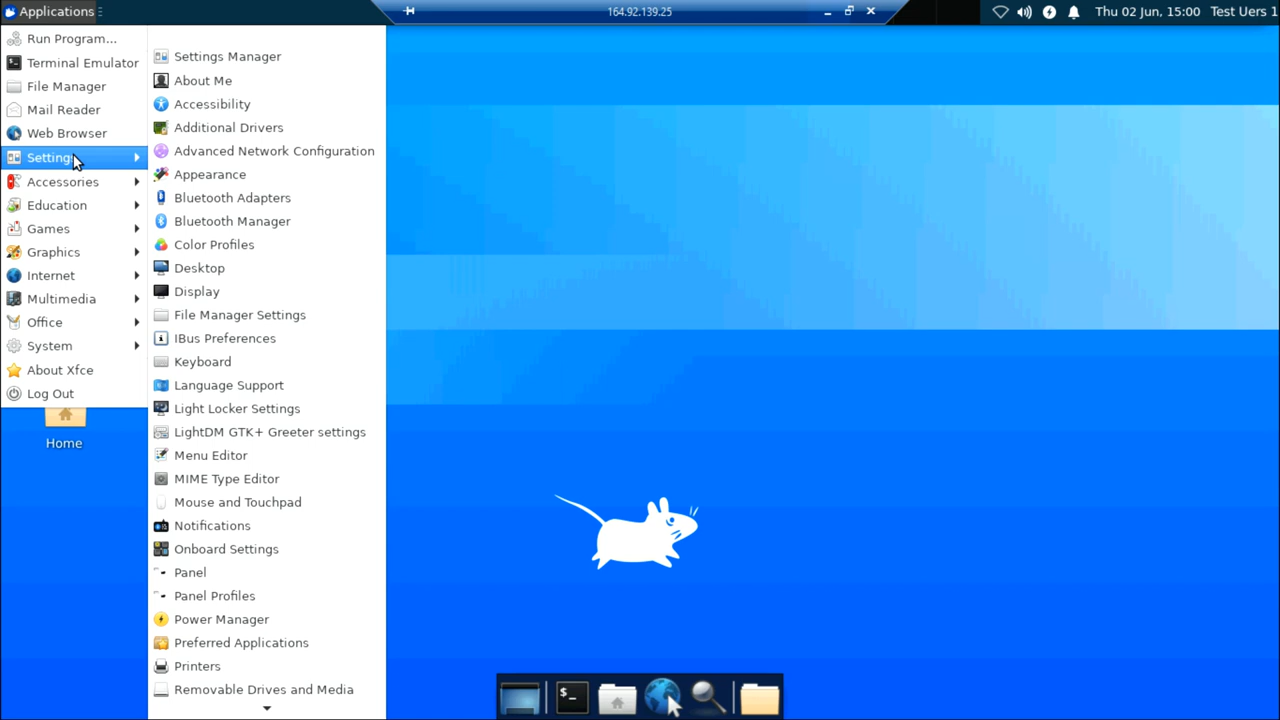 Applications
164.92.139.25
Thu 02 Jun, 15:00
Test Uers 1
Run Program...
Terminal Emulator
File Manager
Mail Reader
Web Browser
Settings
Accessories
Education
Games
Graphics
Internet
Multimedia
Office
System
About Xfce
Log Out
Settings Manager
About Me
Accessibility
Additional Drivers
Advanced Network Configuration
Appearance
Bluetooth Adapters
Bluetooth Manager
Color Profiles
Desktop
Display
File Manager Settings
IBus Preferences
Keyboard
Language Support
Light Locker Settings
LightDM GTK+ Greeter settings
Menu Editor
MIME Type Editor
Mouse and Touchpad
Notifications
Onboard Settings
Panel
Panel Profiles
Power Manager
Preferred Applications
Printers
Removable Drives and Media
Home